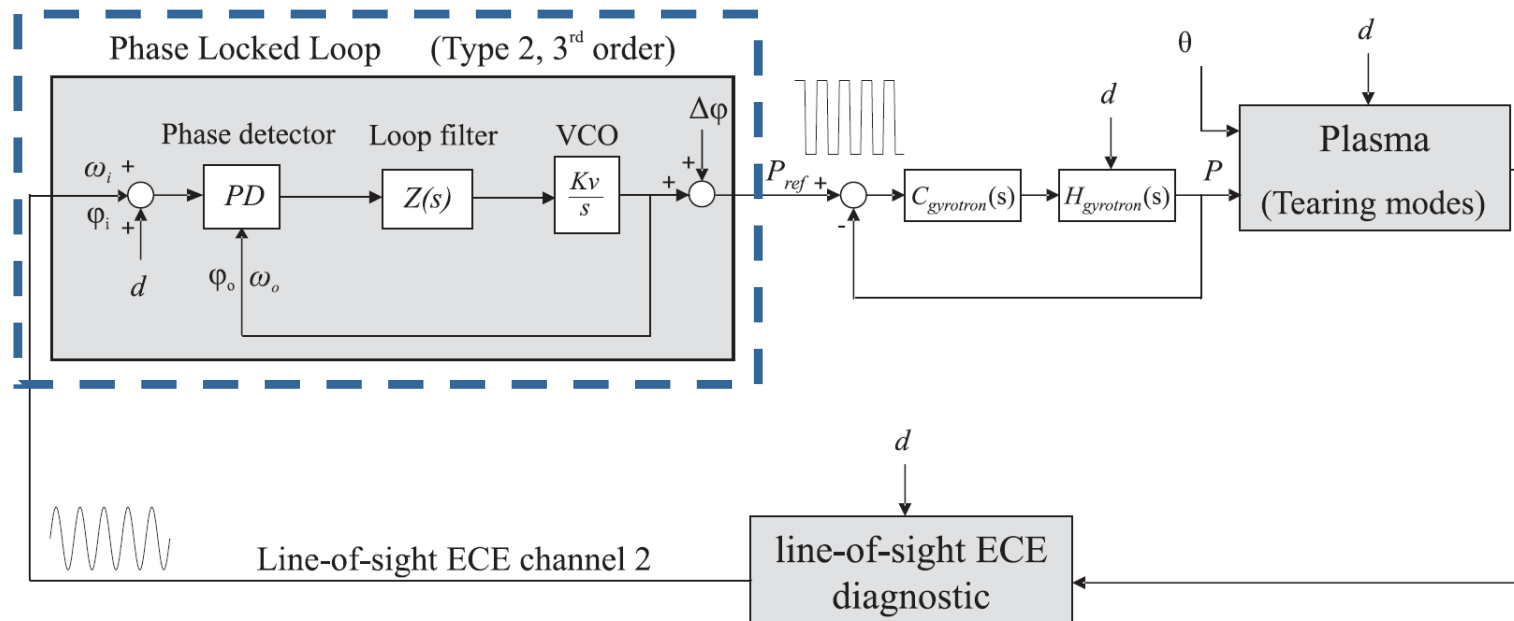 Phase Locked Loop (Type 2, 3rd order)
Phase detector
Loop filter
VCO
Δφ
ωi +
φi +
d
PD
Z(s)
Kv
s
+
+
φo ωo
Pref +
-
Cgyrotron(s)
d
Hgyrotron(s)
P
θ
d
Plasma
(Tearing modes)
d
line-of-sight ECE
diagnostic
Line-of-sight ECE channel 2